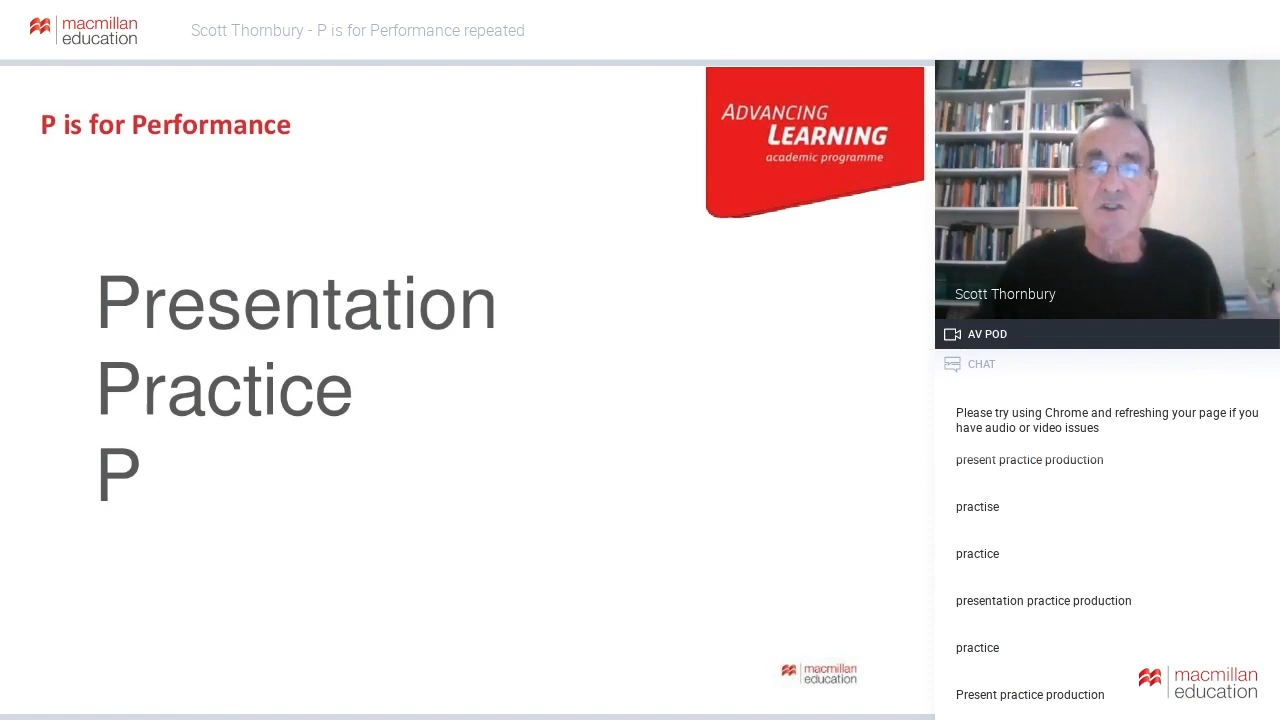 macmillan
education
Scott Thornbury - P is for Performance repeated
P is for Performance
ADVANCING
LEARNING
academic programme
Presentation
Practice
P
macmillan
education
Scott Thornbury
AV POD
CHAT
Please try using Chrome and refreshing your page if you
have audio or video issues
present practice production
practise
practice
presentation practice production
practice
Present practice production
macmillan
education